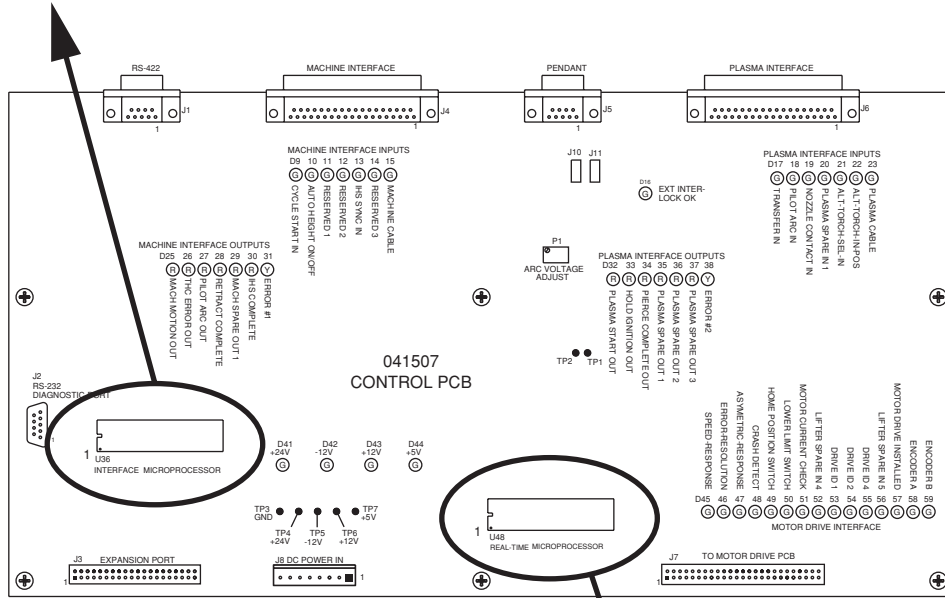 RS-422
MACHINE INTERFACE
PENDANT
PLASMA INTERFACE
J1
J4
J5
J6
1
1
1
1
MACHINE INTERFACE INPUTS
D9 10 11 12 13 14 15
G G G G G G G
CYCLE START IN
AUTO HEIGHT ON/OFF
RESERVED 1
RESERVED 2
IHS SYNC IN
RESERVED 3
MACHINE CABLE
J10 J11
D16
G
EXT INTER-
LOCK OK
PLASMA INTERFACE INPUTS
D17 18 19 20 21 22 23
G G G G G G G
TRANSFER IN
PILOT ARC IN
NOZZLE CONTACT IN
PLASMA SPARE IN 1
ALT-TORCH-SEL-IN
ALT-TORCH-IN-POS
PLASMA CABLE
MACHINE INTERFACE OUTPUTS
D25 26 27 28 29 30 31
R R R R R R Y
MACH MOTION OUT
THC ERROR OUT
PILOT ARC OUT
RETRACT COMPLETE
MACH SPARE OUT 1
IHS COMPLETE
ERROR #1
P1
ARC VOLTAGE
ADJUST
PLASMA INTERFACE OUTPUTS
D32 33 34 35 36 37 38
R R R R R R Y
PLASMA START OUT
HOLD IGNITION OUT
PIERCE COMPLETE OUT
PLASMA SPARE OUT 1
PLASMA SPARE OUT 2
PLASMA SPARE OUT 3
ERROR #2
TP2 TP1
041507
CONTROL PCB
J2
RS-232
DIAGNOSTIC PORT
1
1
U36
INTERFACE MICROPROCESSOR
D41 D42 D43 D44
+24V -12V +12V +5V
G G G G
SPEED-RESPONSE
ERROR-RESOLUTION
ASYMETRIC-RESPONSE
CRASH DETECT
HOME POSITION SWITCH
LOWER LIMIT SWITCH
MOTOR CURRENT CHECK
LIFTER SPARE IN 4
DRIVE ID 1
DRIVE ID 2
DRIVE ID 4
LIFTER SPARE IN 5
MOTOR DRIVE INSTALLED
ENCODER A
ENCODER B
D45 46 47 48 49 50 51 52 53 54 55 56 57 58 59
G G G G G G G G G G G G G G G
MOTOR DRIVE INTERFACE
TP3
GND
TP7
+5V
TP4 TP5 TP6
+24V -12V +12V
1
U48
REAL-TIME MICROPROCESSOR
J3 EXPANSION PORT
1
J8 DC POWER IN
1
J7 TO MOTOR DRIVE PCB
1